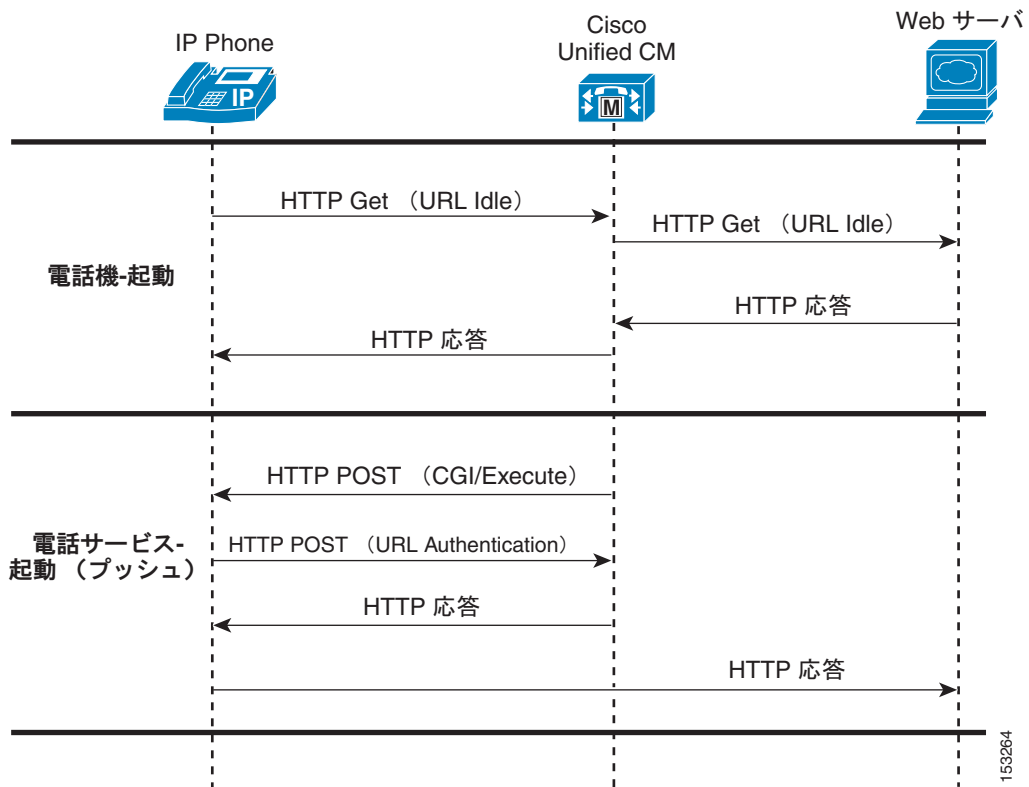 IP Phone
Cisco
Unified CM
Web サーバ
IP
M
HTTP Get （URL Idle）
HTTP Get （URL Idle）
電話機-起動
HTTP 応答
HTTP 応答
HTTP POST （CGI/Execute）
電話サービス-
起動 （プッシュ）
HTTP POST （URL Authentication）
HTTP 応答
HTTP 応答
153264